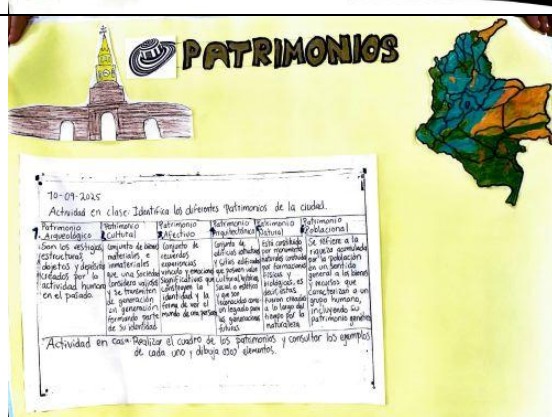 PATRIMONIOS
10-09-2025
Actividad en clase: Identifica los diferentes Patrimonios de la ciudad.
1. Patrimonio Arqueológico
Son los vestigios
estructuras,
objetos y depósitos
creados por la
actividad humana
en el pasado.
Patrimonio Cultural
Conjunto de bienes
materiales e
inmateriales
que una Sociedad
considera valiosos
y se transmiten
de generación
en generación
formando parte
de su identidad
Patrimonio Afectivo
Conjunto de
recuerdos
experiencias
vínculo y emociones
Significativas que
construyen la
identidad y la
forma de ver el
mundo de una persona
Patrimonio Arquitectónico
Conjunto de
edificios
y sitios edificados
que poseen valor
cultural, histórico
Social o estético
y que son
reconocidos como
un legado para
las generaciones
futuras.
Patrimonio Natural
Está constituido
por monumentos
naturales construido
por formaciones
físicas y
biológicas, es
decir, estas
fueron creadas
a lo largo del
tiempo por la
naturaleza.
Patrimonio Poblacional
Se refiere a la
riqueza acumulada
por la población
en un sentido
general a los bienes
y recursos que
caracterizan a un
grupo humano,
incluyendo su
patrimonio genético
Actividad en casa: Realizar el cuadro de los patrimonios y consultar los ejemplos
de cada uno y dibuja esos elementos.